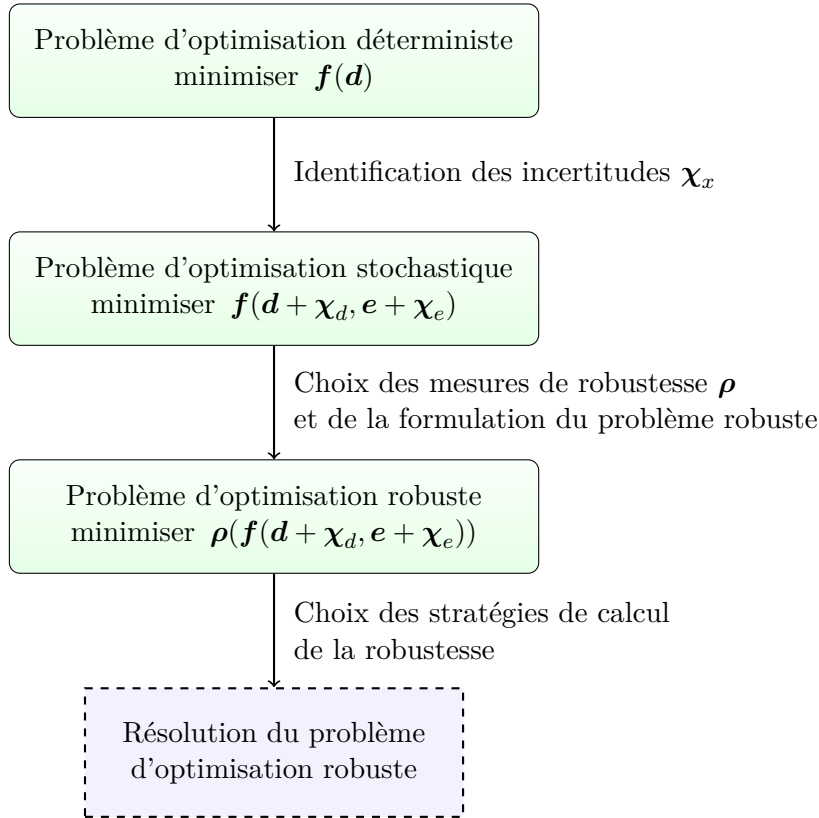 Problème d'optimisation déterministe
minimiser f(d)
Identification des incertitudes χₓ
Problème d'optimisation stochastique
minimiser f(d + χ_d, e + χ_e)
Choix des mesures de robustesse ρ
et de la formulation du problème robuste
Problème d'optimisation robuste
minimiser ρ(f(d + χ_d, e + χ_e))
Choix des stratégies de calcul
de la robustesse
Résolution du problème
d'optimisation robuste